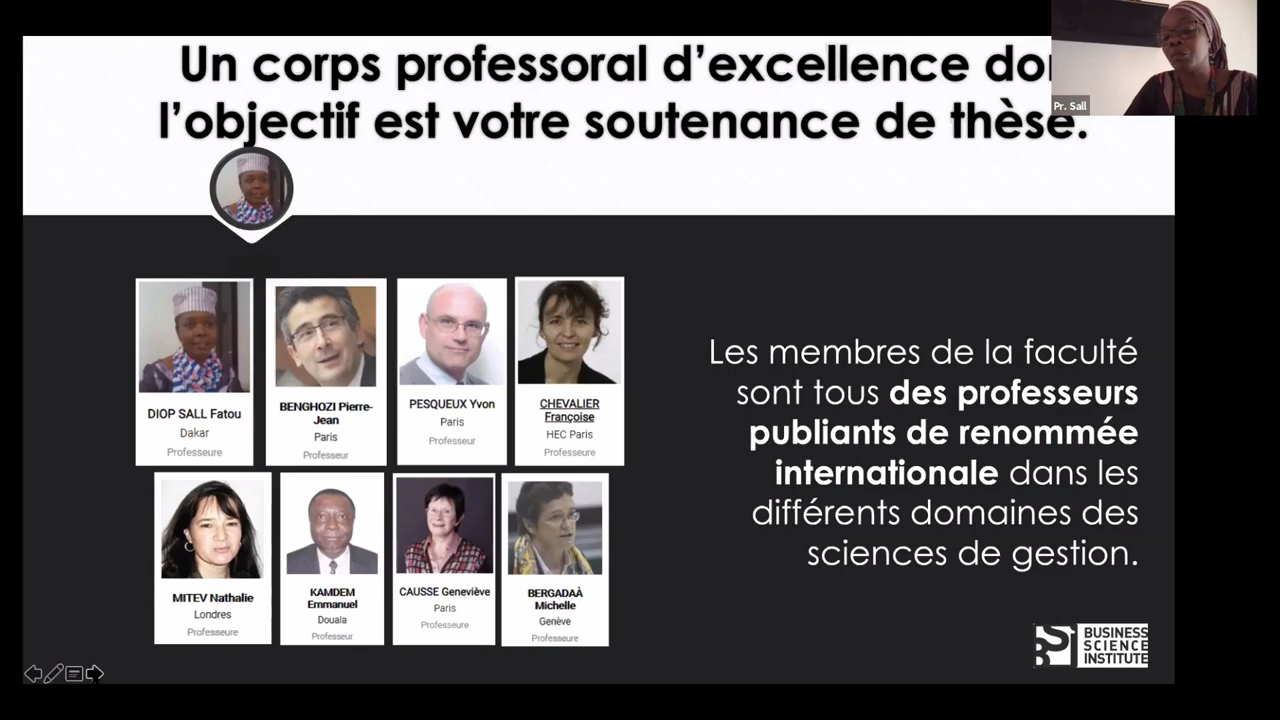 Un corps professoral d'excellence don
l'objectif est votre soutenance de thèse.
Pr. Sall
DIOP SALL Fatou
Dakar
Professeure
BENGHOZI Pierre-
Jean
Paris
Professeur
PESQUEUX Yvon
Paris
Professeur
CHEVALIER
Françoise
HEC Paris
Professeure
MITEV Nathalie
Londres
Professeure
KAMDEM
Emmanuel
Douala
Professeur
CAUSSE Geneviève
Paris
Professeure
BERGADAÀ
Michelle
Genève
Professeure
Les membres de la faculté
sont tous des professeurs
publiants de renommée
internationale dans les
différents domaines des
sciences de gestion.
BUSINESS
SCIENCE
INSTITUTE